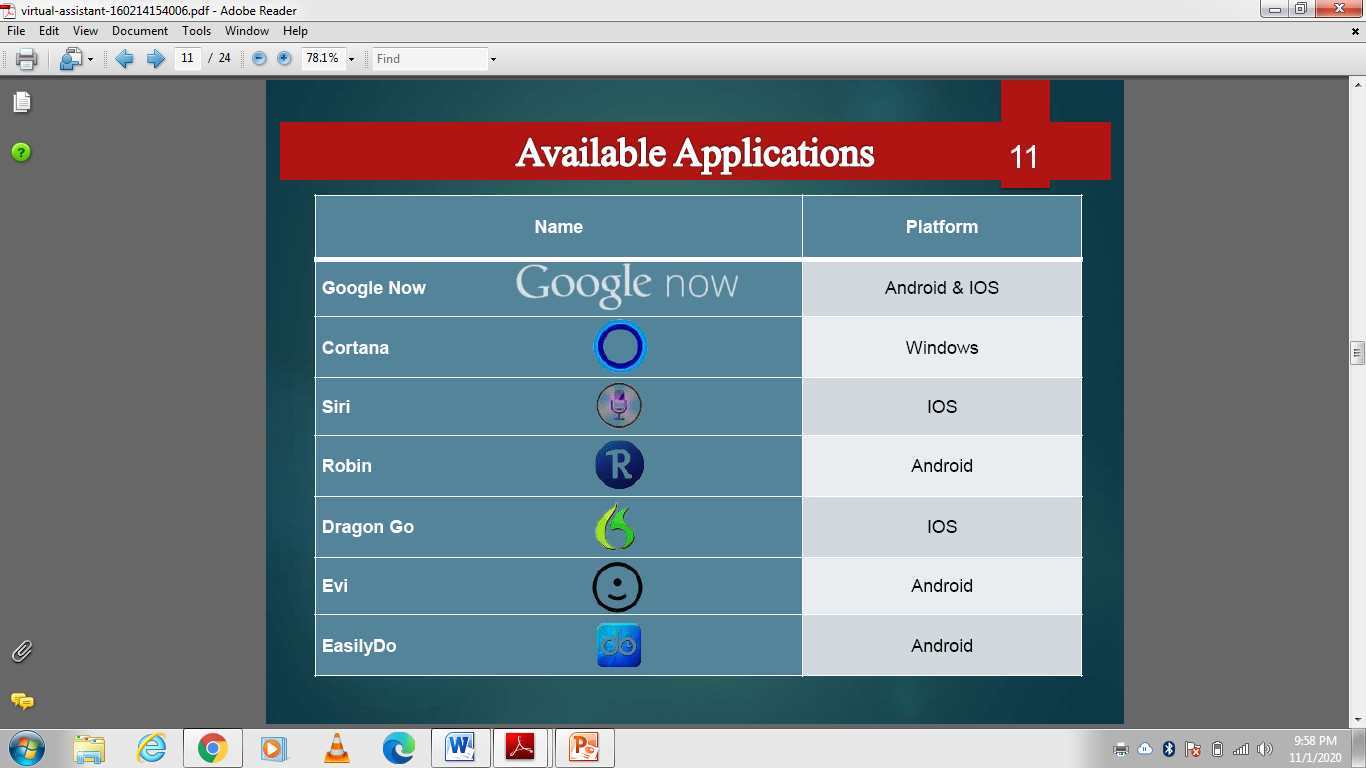 virtual-assistant-160214154006.pdf - Adobe Reader
File Edit View Document Tools Window Help
11 / 24 78.1% Find
Available Applications 11
Name Platform
Google Now Google now Android & IOS
Cortana Windows
Siri IOS
Robin R Android
Dragon Go IOS
Evi Android
EasilyDo do Android
9:58 PM
11/1/2020